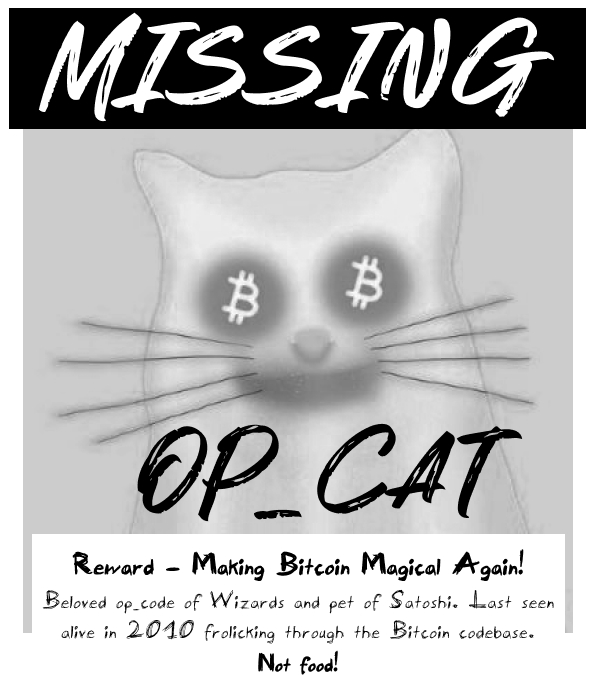 MISSING
OP_CAT
Reward - Making Bitcoin Magical Again!
Beloved op_code of Wizards and pet of Satoshi. Last seen
alive in 2010 frolicking through the Bitcoin codebase.
Not food!